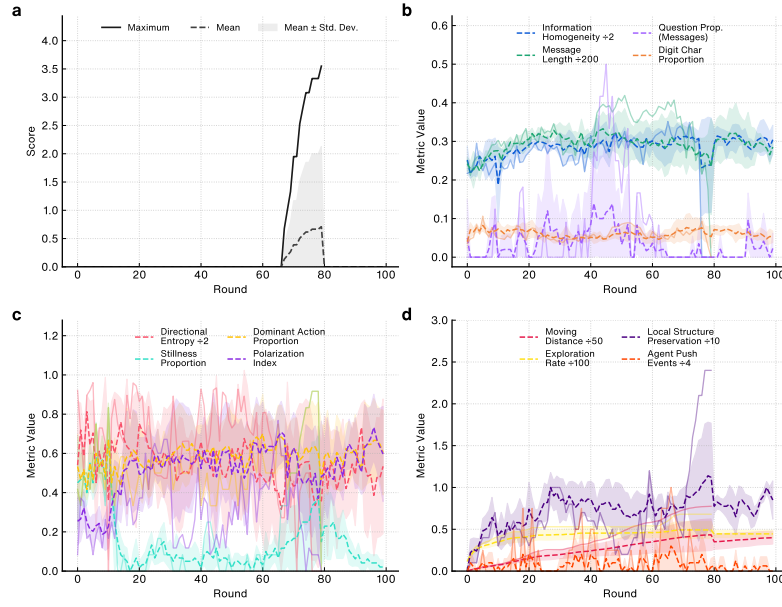 a
Maximum
Mean
Mean ± Std. Dev.
4.0
3.5
3.0
2.5
2.0
1.5
1.0
0.5
0.0
Score
0
20
40
60
80
100
Round
b
Information
Homogeneity ÷2
Message
Length ÷200
Question Prop.
(Messages)
Digit Char
Proportion
0.6
0.5
0.4
0.3
0.2
0.1
0.0
Metric Value
0
20
40
60
80
100
Round
c
Directional
Entropy ÷2
Stillness
Proportion
Dominant Action
Proportion
Polarization
Index
1.2
1.0
0.8
0.6
0.4
0.2
0.0
Metric Value
0
20
40
60
80
100
Round
d
Moving
Distance ÷50
Exploration
Rate ÷100
Local Structure
Preservation ÷10
Agent Push
Events ÷4
3.0
2.5
2.0
1.5
1.0
0.5
0.0
Metric Value
0
20
40
60
80
100
Round